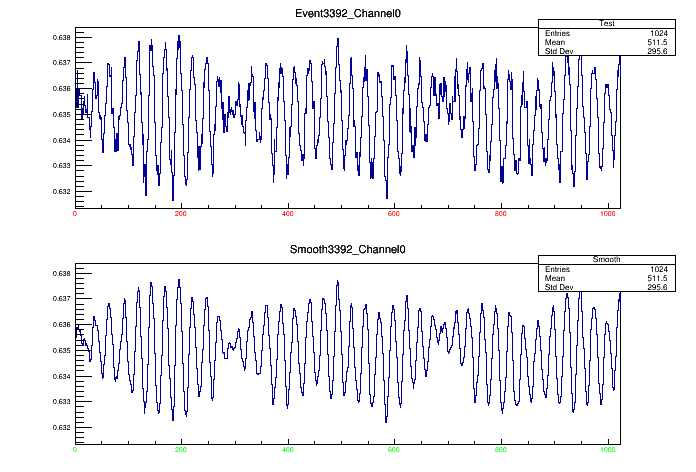 Event3392_Channel0
Test
Entries 1024
Mean 511.5
Std Dev 295.6
0.638
0.637
0.636
0.635
0.634
0.633
0.632
0 200 400 600 800 1000
Smooth3392_Channel0
Smooth
Entries 1024
Mean 511.5
Std Dev 295.6
0.638
0.637
0.636
0.635
0.634
0.633
0.632
0 200 400 600 800 1000